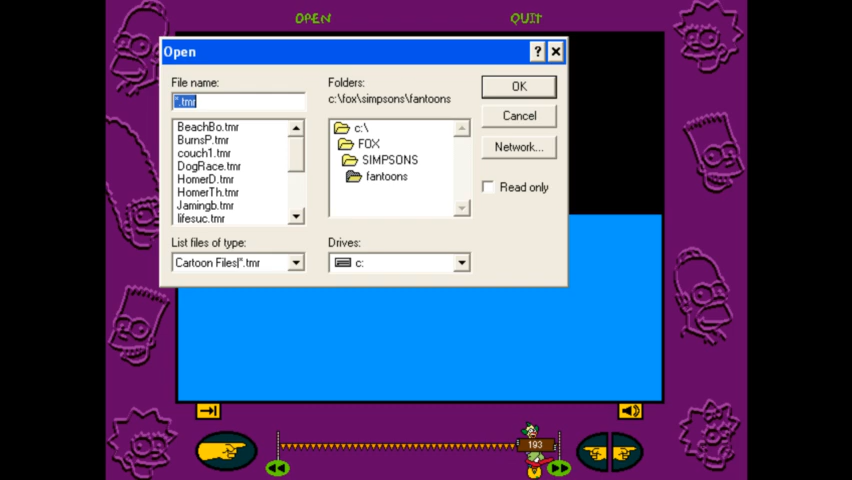 OPEN QUIT
Open
File name:
*.tmr
BeachBo.tmr
BurnsP.tmr
couch1.tmr
DogRace.tmr
HomerD.tmr
HomerTh.tmr
Jamingb.tmr
lifesuc.tmr
List files of type:
Cartoon Files|*.tmr
Folders:
c:\fox\simpsons\fantoons
c:\
FOX
SIMPSONS
fantoons
Drives:
c:
OK
Cancel
Network...
Read only
193